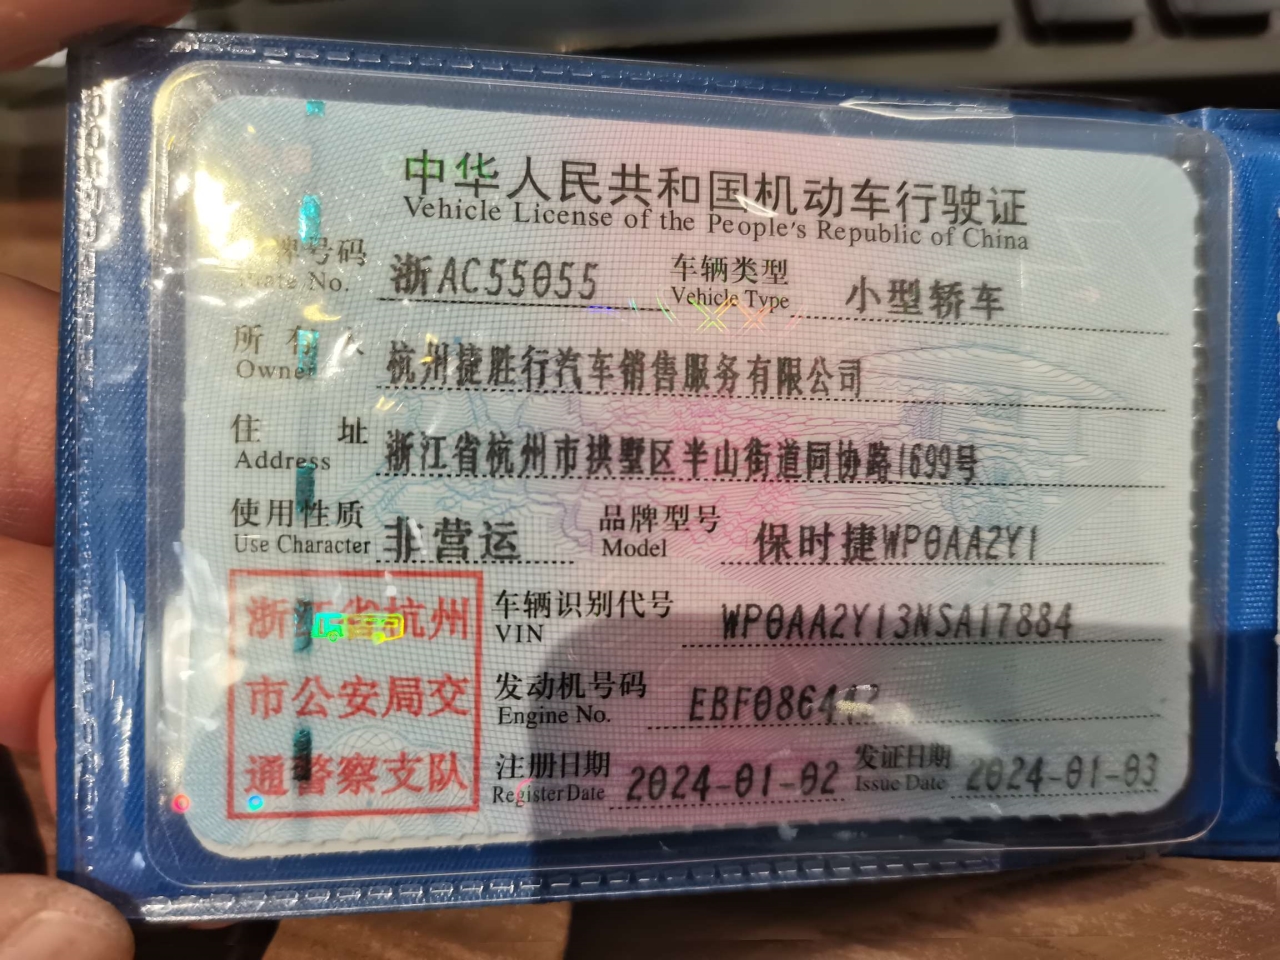 中华人民共和国机动车行驶证
Vehicle License of the People's Republic of China
号牌号码 浙AC55055 车辆类型 小型轿车
Plate No. Vehicle Type
所有人 杭州捷胜行汽车销售服务有限公司
Owner
住址 浙江省杭州市拱墅区半山街道同协路1699号
Address
使用性质 非营运 品牌型号 保时捷WP0AA2Y1
Use Character Model
车辆识别代号 WP0AA2Y13NSA17884
VIN
发动机号码
Engine No.
注册日期 2024-01-02 发证日期 2024-01-03
Register Date Issue Date
浙江省杭州
市公安局交
通警察支队